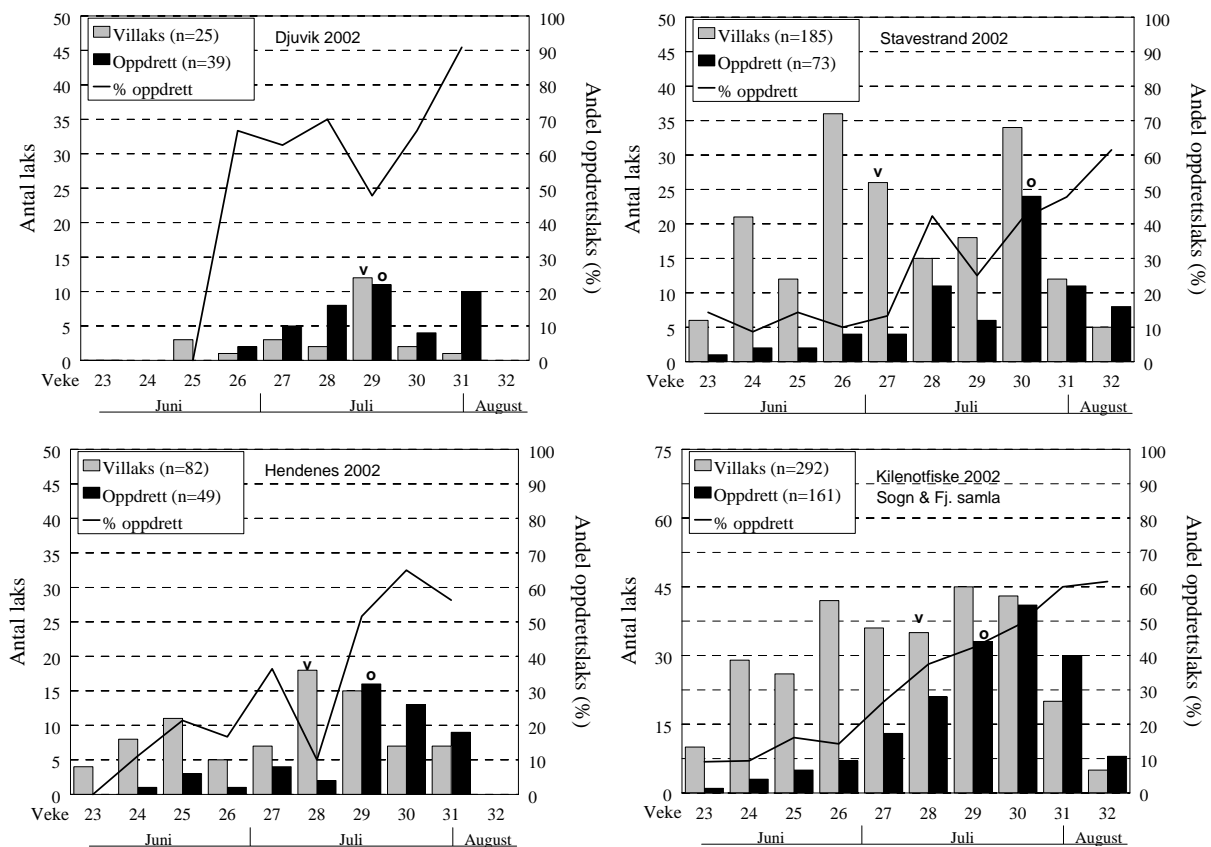 Djuvik 2002
Villaks (n=25)
Oppdrett (n=39)
% oppdrett
Antal laks
50
45
40
35
30
25
20
15
10
5
0
Andel oppdrettslaks (%)
100
90
80
70
60
50
40
30
20
10
0
v
o
Veke 23 24 25 26 27 28 29 30 31 32
Juni Juli August
Stavestrand 2002
Villaks (n=185)
Oppdrett (n=73)
% oppdrett
Antal laks
50
45
40
35
30
25
20
15
10
5
0
Andel oppdrettslaks (%)
100
90
80
70
60
50
40
30
20
10
0
v
o
Veke 23 24 25 26 27 28 29 30 31 32
Juni Juli August
Hendenes 2002
Villaks (n=82)
Oppdrett (n=49)
% oppdrett
Antal laks
50
45
40
35
30
25
20
15
10
5
0
Andel oppdrettslaks (%)
100
90
80
70
60
50
40
30
20
10
0
v
o
Veke 23 24 25 26 27 28 29 30 31 32
Juni Juli August
Kilenotfiske 2002
Sogn & Fj. samla
Villaks (n=292)
Oppdrett (n=161)
% oppdrett
Antal laks
75
60
45
30
15
0
Andel oppdrettslaks (%)
100
90
80
70
60
50
40
30
20
10
0
v
o
Veke 23 24 25 26 27 28 29 30 31 32
Juni Juli August